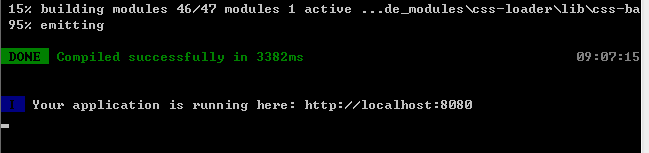 15% building modules 46/47 modules 1 active ...de_modules\css-loader\lib\css-ba
95% emitting
DONE Compiled successfully in 3382ms 09:07:15
I Your application is running here: http://localhost:8080